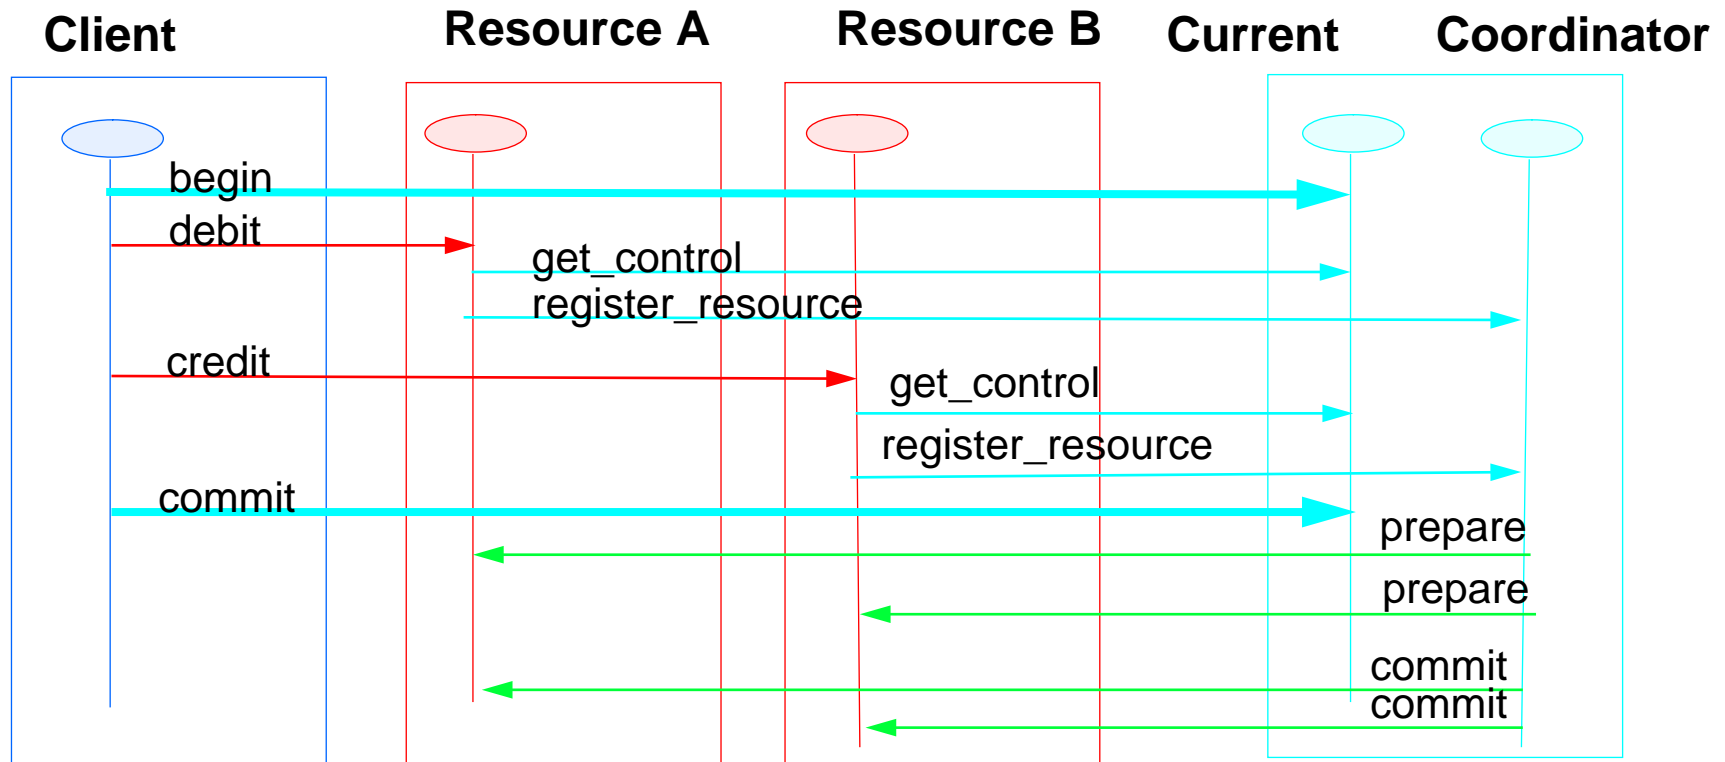 Client
Resource A
Resource B
Current
Coordinator
begin
debit
get_control
register_resource
credit
get_control
register_resource
commit
prepare
prepare
commit
commit